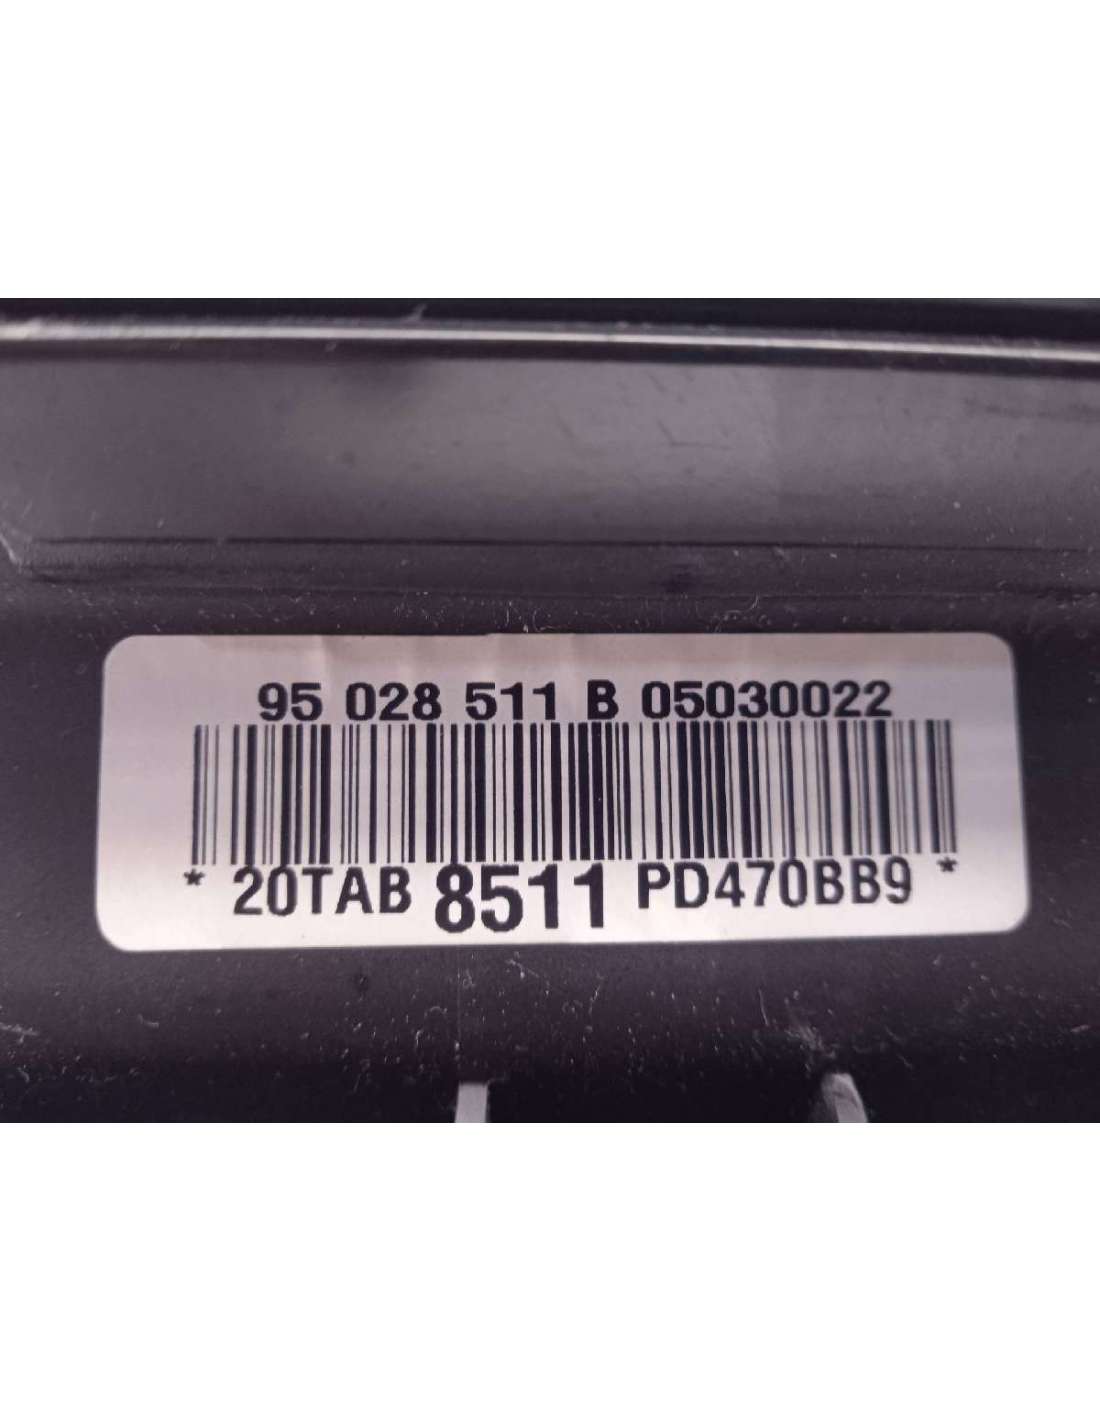 95 028 511 B 05030022
* 20TAB 8511 PD470BB9 *